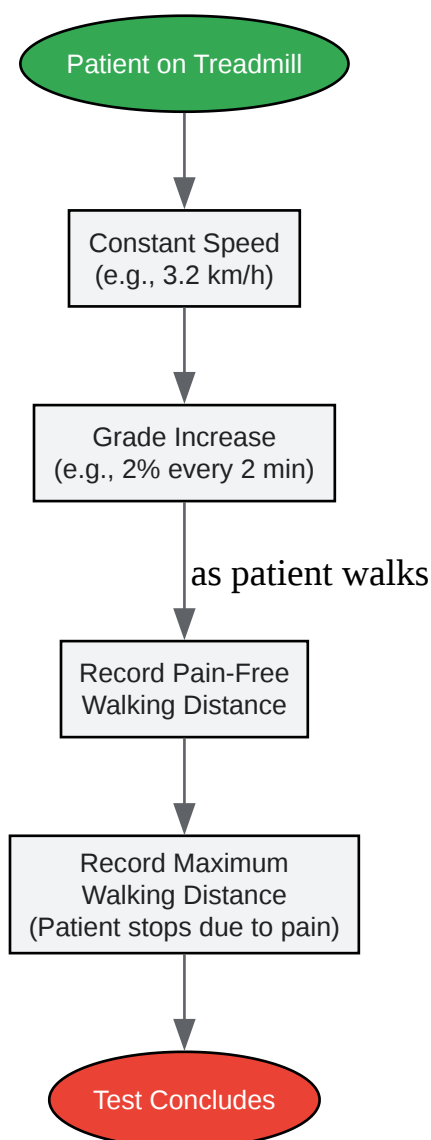 Patient on Treadmill
Constant Speed
(e.g., 3.2 km/h)
Grade Increase
(e.g., 2% every 2 min)
as patient walks
Record Pain-Free
Walking Distance
Record Maximum
Walking Distance
(Patient stops due to pain)
Test Concludes